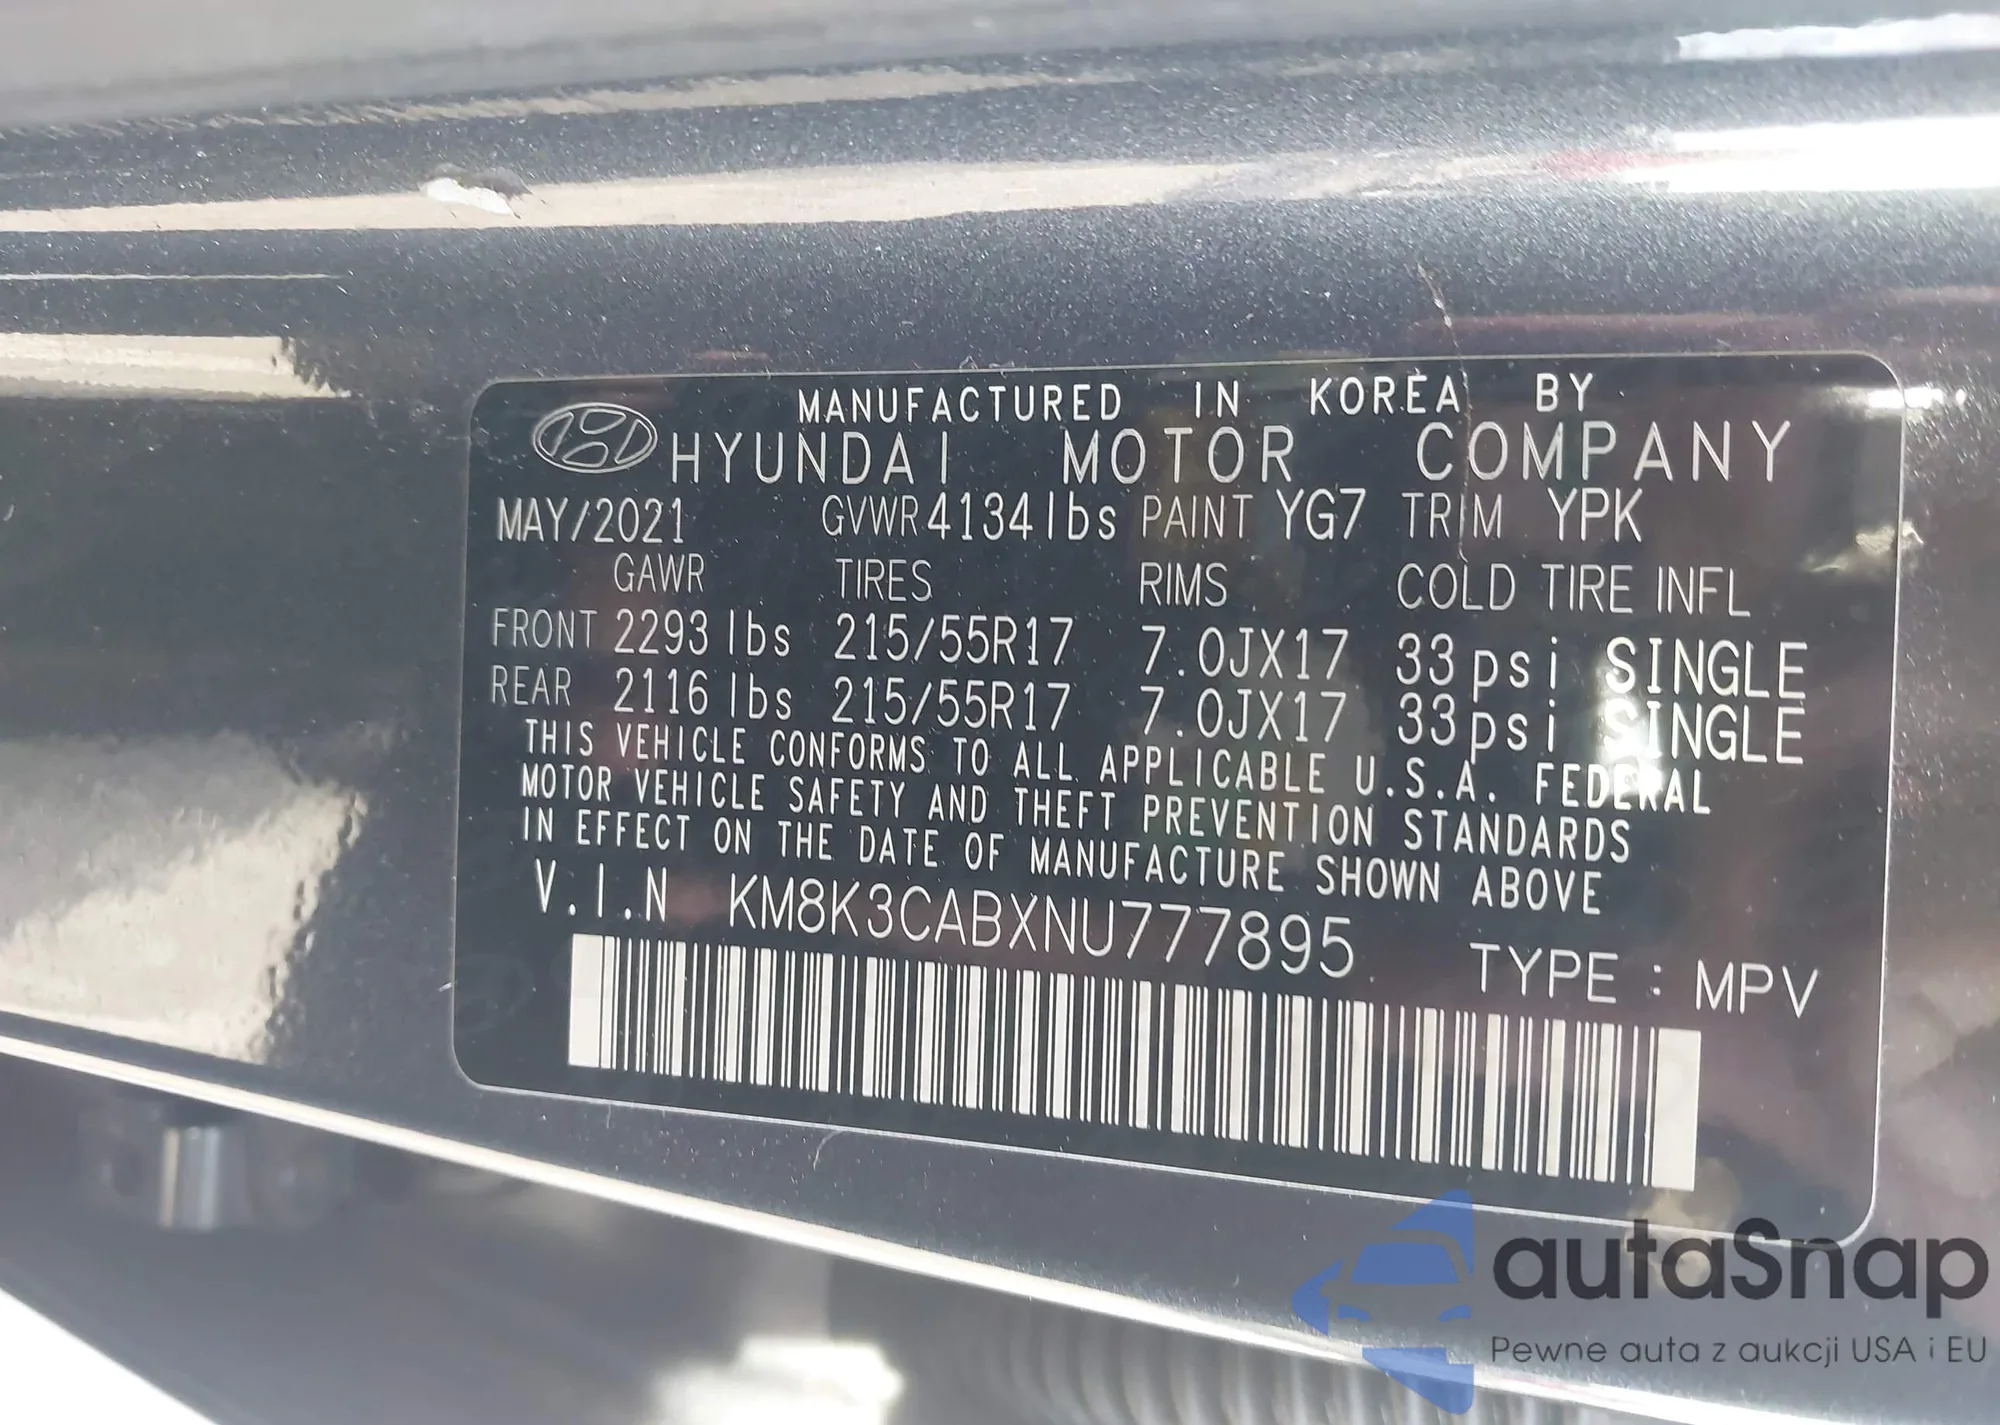 MANUFACTURED IN KOREA BY
HYUNDAI MOTOR COMPANY
MAY/2021 GVWR 4134 lbs PAINT YG7 TRIM YPK
GAWR TIRES RIMS COLD TIRE INFL
FRONT 2293 lbs 215/55R17 7.0JX17 33 psi SINGLE
REAR 2116 lbs 215/55R17 7.0JX17 33 psi SINGLE
THIS VEHICLE CONFORMS TO ALL APPLICABLE U.S.A. FEDERAL
MOTOR VEHICLE SAFETY AND THEFT PREVENTION STANDARDS
IN EFFECT ON THE DATE OF MANUFACTURE SHOWN ABOVE
V.I.N KM8K3CABXNU777895
TYPE : MPV
autaSnap
Pewne auta z aukcji USA i EU